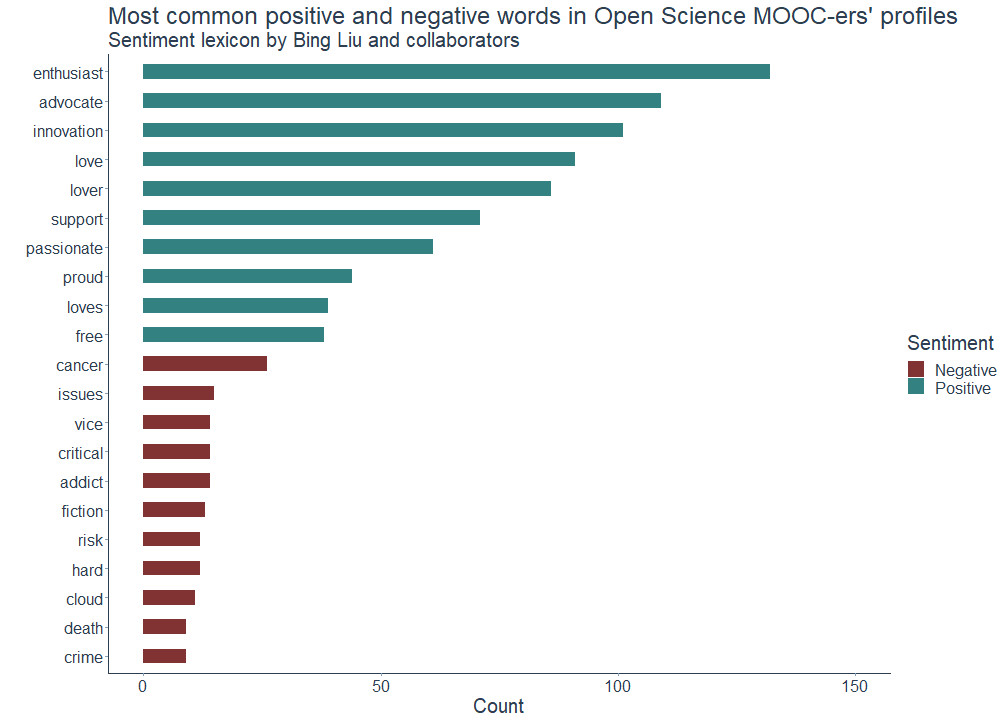 Most common positive and negative words in Open Science MOOC-ers' profiles
Sentiment lexicon by Bing Liu and collaborators
enthusiast
advocate
innovation
love
lover
support
passionate
proud
loves
free
cancer
issues
vice
critical
addict
fiction
risk
hard
cloud
death
crime
0 50 100 150
Count
Sentiment
Negative
Positive